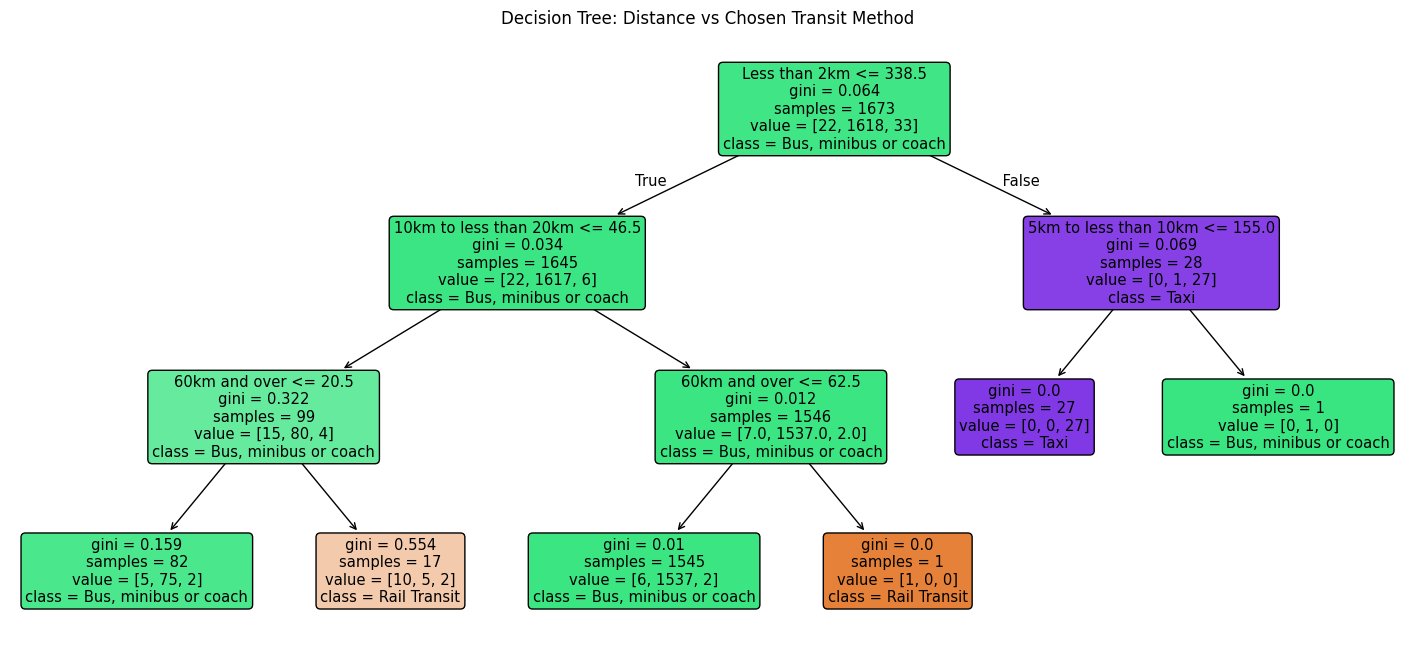 Decision Tree: Distance vs Chosen Transit Method
Less than 2km <= 338.5
gini = 0.064
samples = 1673
value = [22, 1618, 33]
class = Bus, minibus or coach
True
False
10km to less than 20km <= 46.5
gini = 0.034
samples = 1645
value = [22, 1617, 6]
class = Bus, minibus or coach
5km to less than 10km <= 155.0
gini = 0.069
samples = 28
value = [0, 1, 27]
class = Taxi
60km and over <= 20.5
gini = 0.322
samples = 99
value = [15, 80, 4]
class = Bus, minibus or coach
60km and over <= 62.5
gini = 0.012
samples = 1546
value = [7.0, 1537.0, 2.0]
class = Bus, minibus or coach
gini = 0.0
samples = 27
value = [0, 0, 27]
class = Taxi
gini = 0.0
samples = 1
value = [0, 1, 0]
class = Bus, minibus or coach
gini = 0.159
samples = 82
value = [5, 75, 2]
class = Bus, minibus or coach
gini = 0.554
samples = 17
value = [10, 5, 2]
class = Rail Transit
gini = 0.01
samples = 1545
value = [6, 1537, 2]
class = Bus, minibus or coach
gini = 0.0
samples = 1
value = [1, 0, 0]
class = Rail Transit